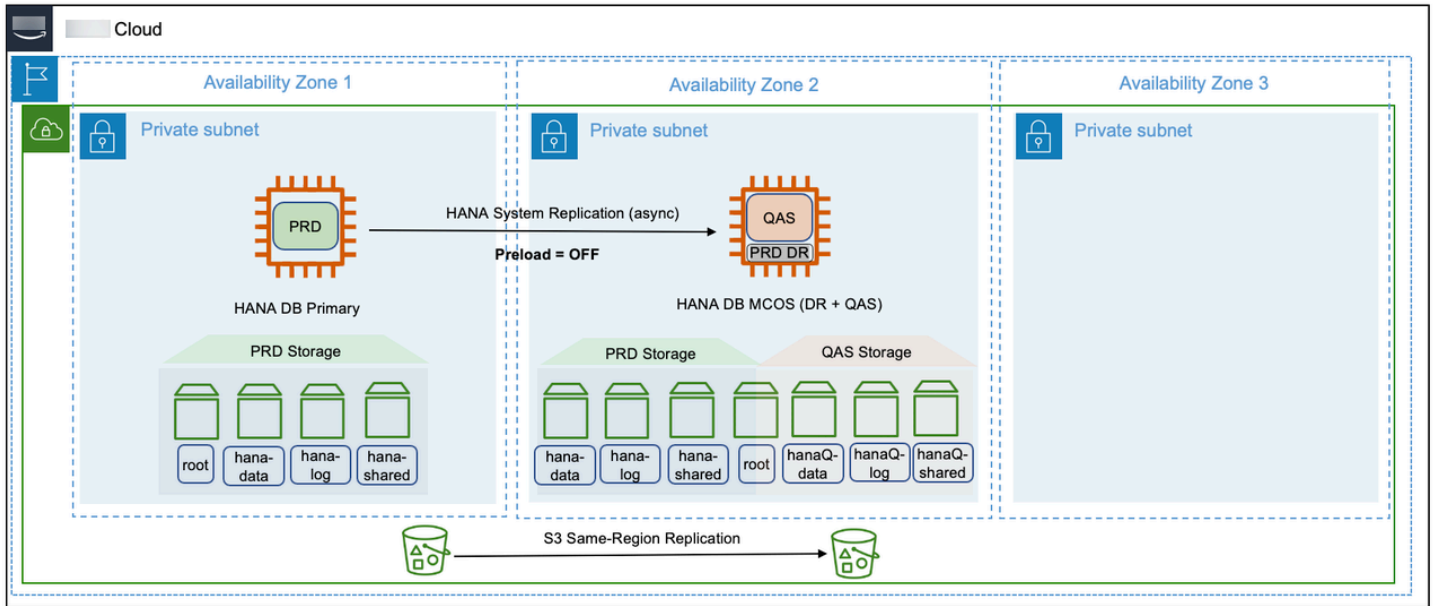 Cloud
Availability Zone 1
Availability Zone 2
Availability Zone 3
Private subnet
Private subnet
Private subnet
PRD
HANA System Replication (async)
Preload = OFF
QAS
PRD DR
HANA DB Primary
HANA DB MCOS (DR + QAS)
PRD Storage
PRD Storage
QAS Storage
root
hana-
data
hana-
log
hana-
shared
hana-
data
hana-
log
hana-
shared
root
hanaQ-
data
hanaQ-
log
hanaQ-
shared
S3 Same-Region Replication